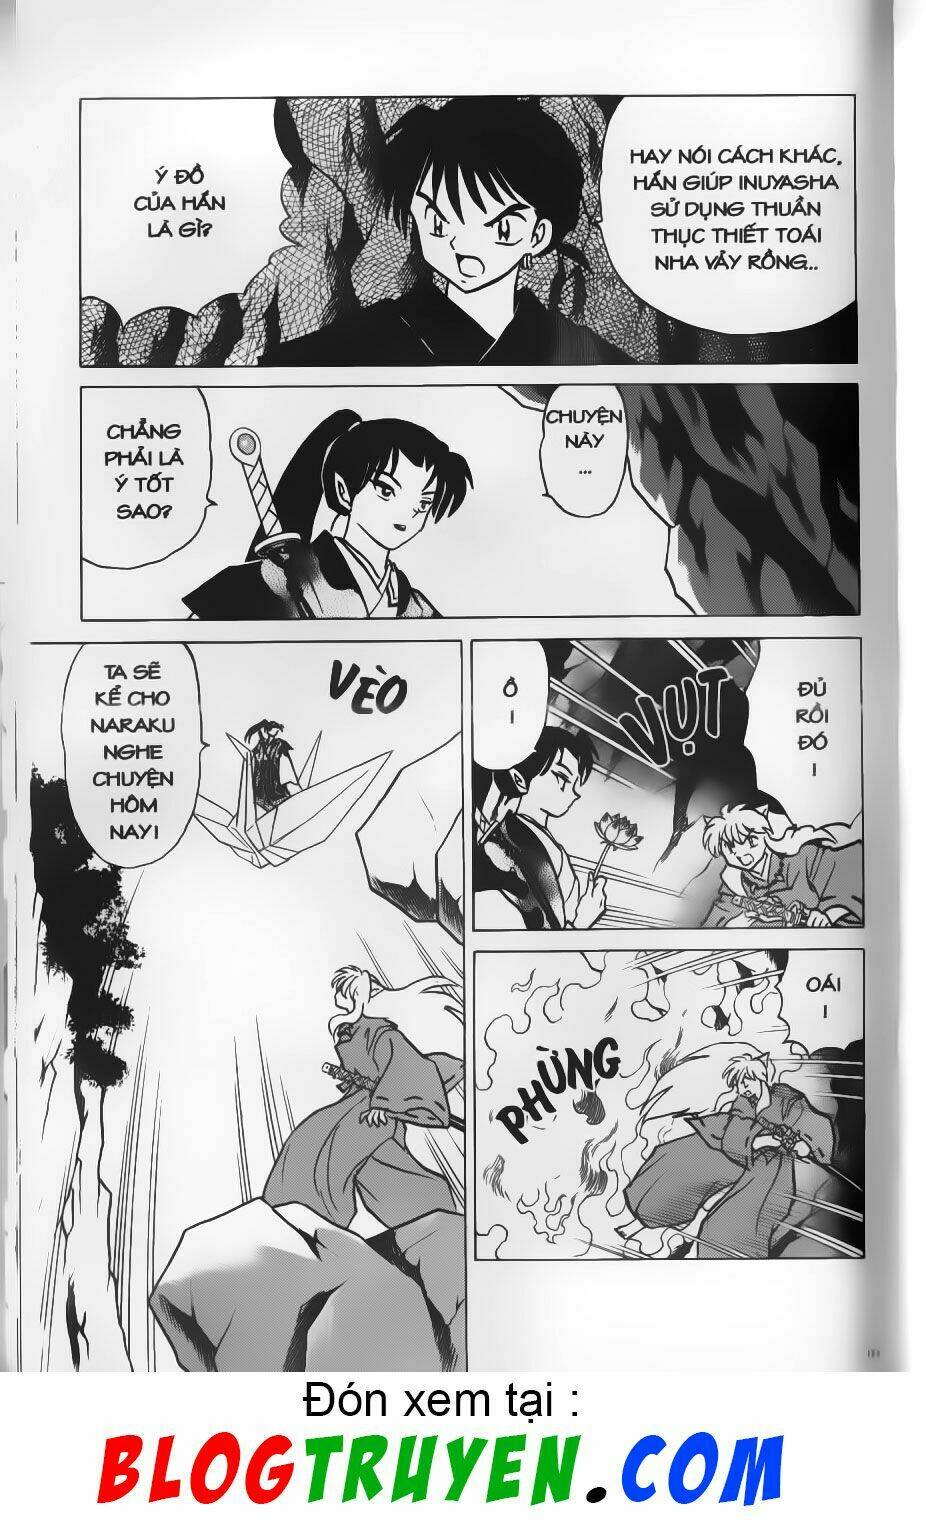 HAY NÓI CÁCH KHÁC,
HẮN GIÚP INUYASHA
SỬ DỤNG THUẦN
THỤC THIẾT TOÁI
NHA VẢY RỒNG..
Ý ĐỒ
CỦA HẮN
LÀ GÌ?
CHUYỆN
NÀY
...
CHẲNG
PHẢI LÀ
Ý TỐT
SAO?
ĐỦ
RỒI
ĐÓ
!
VỤT
Ồ
!
OÁI
!
PHỪNG
VÈO
TA SẼ
KỂ CHO
NARAKU
NGHE
CHUYỆN
HÔM
NAY!
Đón xem tại :
BLOGTRUYEN.COM